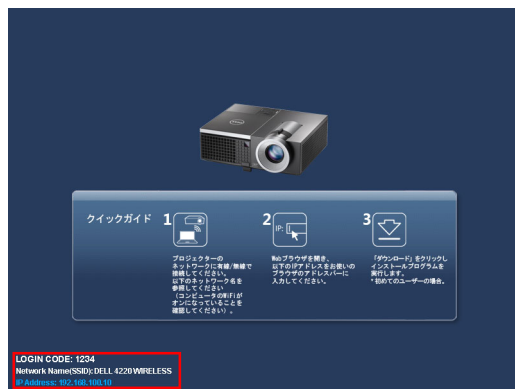 クイックガイド
1
2
3
IP:
プロジェクターの
ネットワークに有線/無線で
接続してください。
以下のネットワーク名を
参照してください
（コンピュータのWiFiが
オンになっていることを
確認してください）。
Webブラウザを開き、
以下のIPアドレスをお使いの
ブラウザのアドレスバーに
入力してください。
「ダウンロード」をクリックし
インストールプログラムを
実行します。
*初めてのユーザーの場合。
LOGIN CODE: 1234
Network Name(SSID): DELL 4220 WIRELESS
IP Address: 192.168.100.10